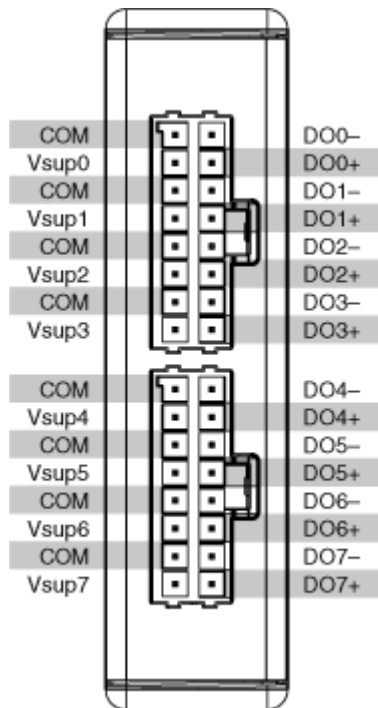 COM DO0–
Vsup0 DO0+
COM DO1–
Vsup1 DO1+
COM DO2–
Vsup2 DO2+
COM DO3–
Vsup3 DO3+
COM DO4–
Vsup4 DO4+
COM DO5–
Vsup5 DO5+
COM DO6–
Vsup6 DO6+
COM DO7–
Vsup7 DO7+